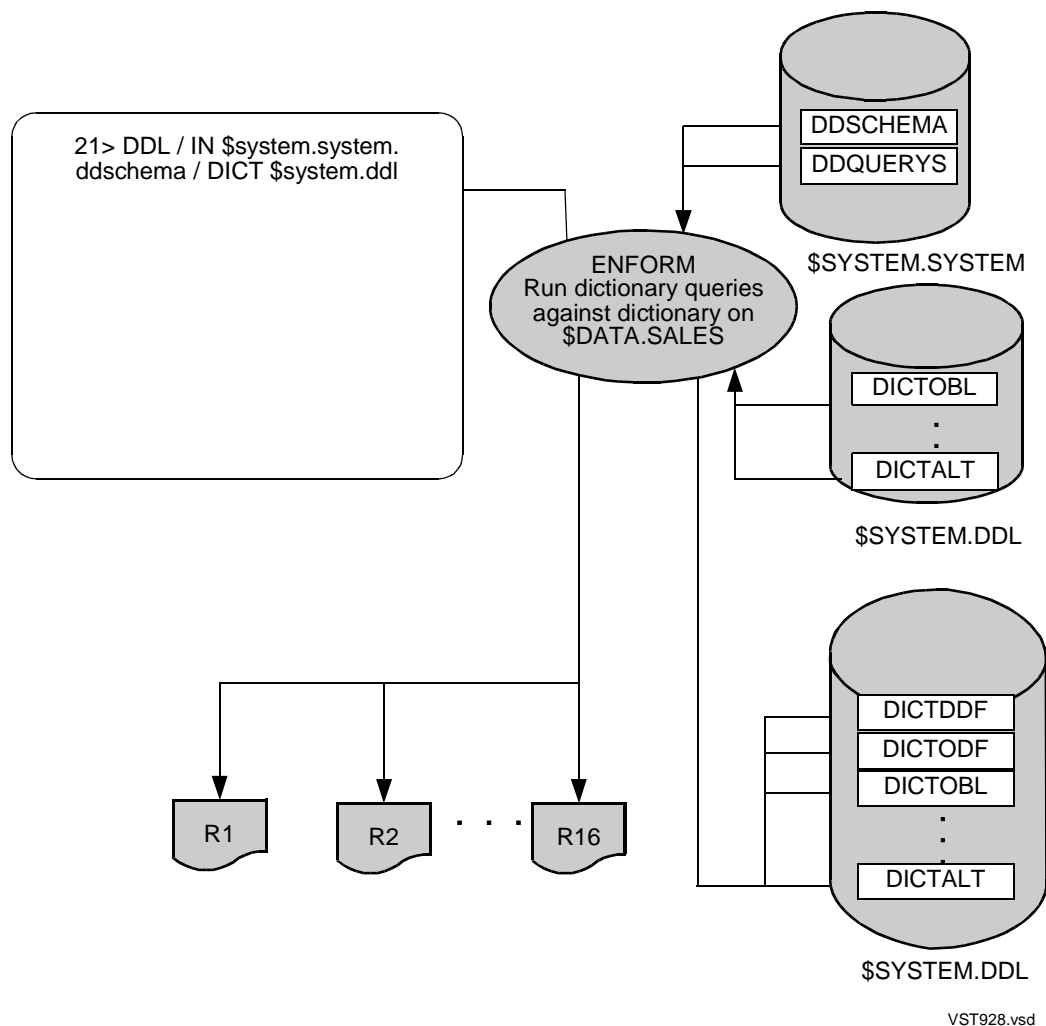 21> DDL / IN $system.system.
ddschema / DICT $system.ddl
DDSCHEMA
DDQUERYS
$SYSTEM.SYSTEM
ENFORM
Run dictionary queries
against dictionary on
$DATA.SALES
DICTOBL
.
.
DICTALT
$SYSTEM.DDL
DICTDDF
DICTODF
DICTOBL
.
.
.
DICTALT
$SYSTEM.DDL
R1
R2
. . .
R16
VST928.vsd